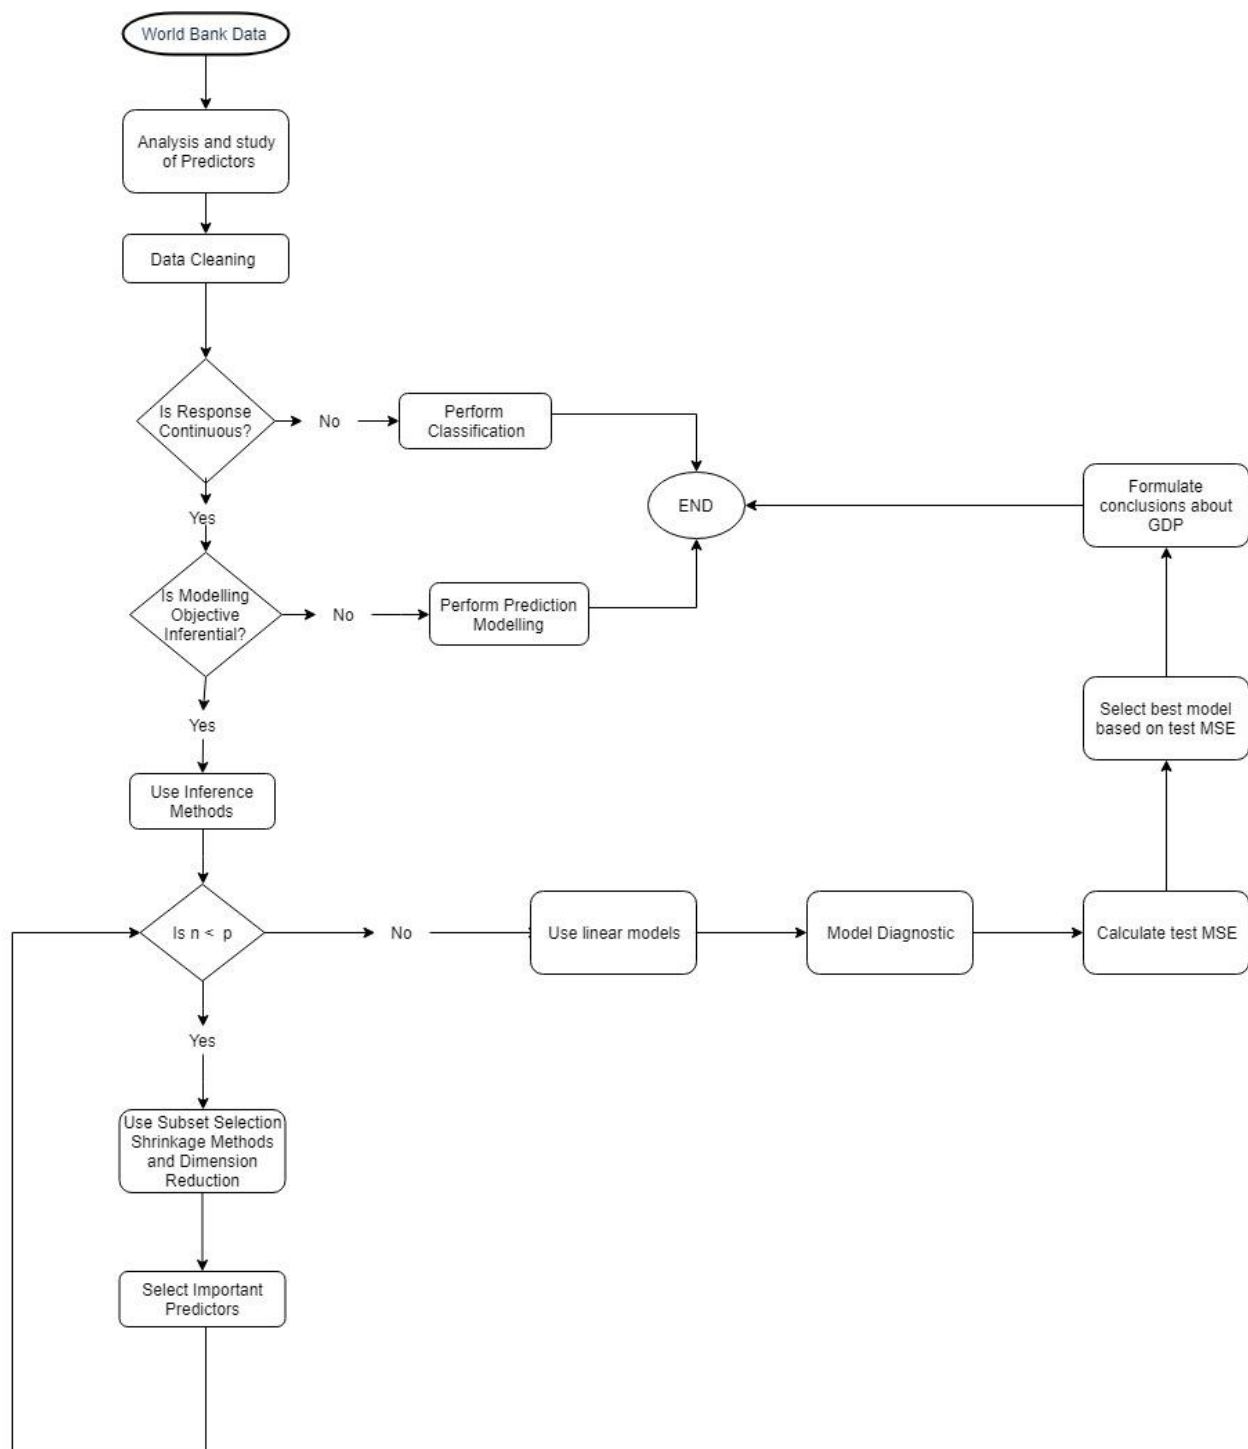 World Bank Data
Analysis and study
of Predictors
Data Cleaning
Is Response
Continuous?
No
Perform
Classification
Yes
END
Formulate
conclusions about
GDP
Is Modelling
Objective
Inferential?
No
Perform Prediction
Modelling
Yes
Select best model
based on test MSE
Use Inference
Methods
Is n < p
No
Use linear models
Model Diagnostic
Calculate test MSE
Yes
Use Subset Selection
Shrinkage Methods
and Dimension
Reduction
Select Important
Predictors